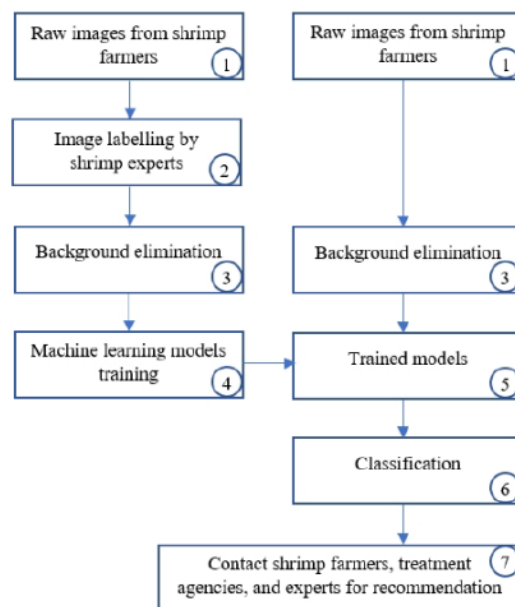 Raw images from shrimp
farmers
1
Raw images from shrimp
farmers
1
Image labelling by
shrimp experts
2
Background elimination
3
Background elimination
3
Machine learning models
training
4
Trained models
5
Classification
6
Contact shrimp farmers, treatment
agencies, and experts for recommendation
7